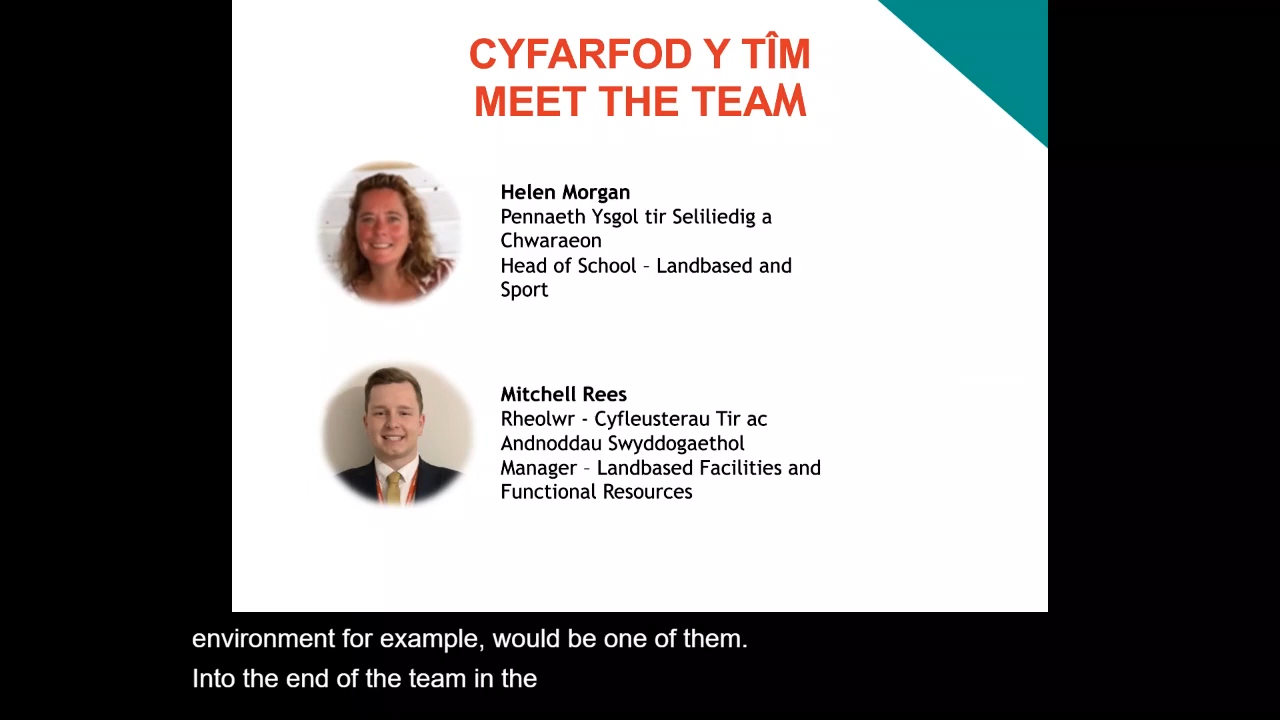 CYFARFOD Y TÎM
MEET THE TEAM
Helen Morgan
Pennaeth Ysgol tir Seliliedig a
Chwaraeon
Head of School – Landbased and
Sport
Mitchell Rees
Rheolwr - Cyfleusterau Tir ac
Andnoddau Swyddogaethol
Manager – Landbased Facilities and
Functional Resources
environment for example, would be one of them.
Into the end of the team in the